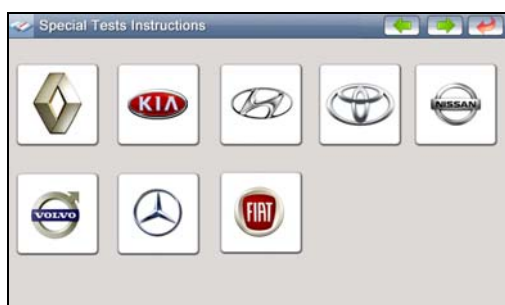 Special Tests Instructions
KIA
NISSAN
VOLVO
FIAT